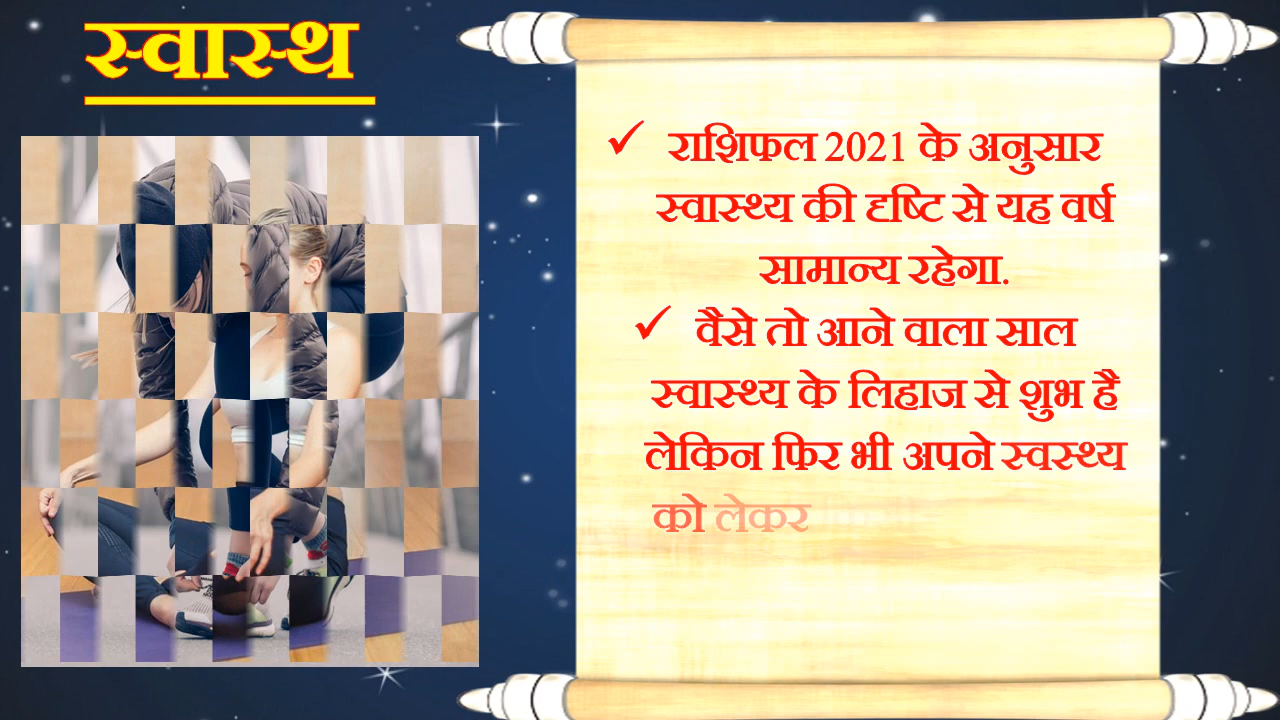 स्वास्थ
✓ राशिफल 2021 के अनुसार
स्वास्थ्य की दृष्टि से यह वर्ष
सामान्य रहेगा.
✓ वैसे तो आने वाला साल
स्वास्थ्य के लिहाज से शुभ है
लेकिन फिर भी अपने स्वस्थ्य
को लेकर